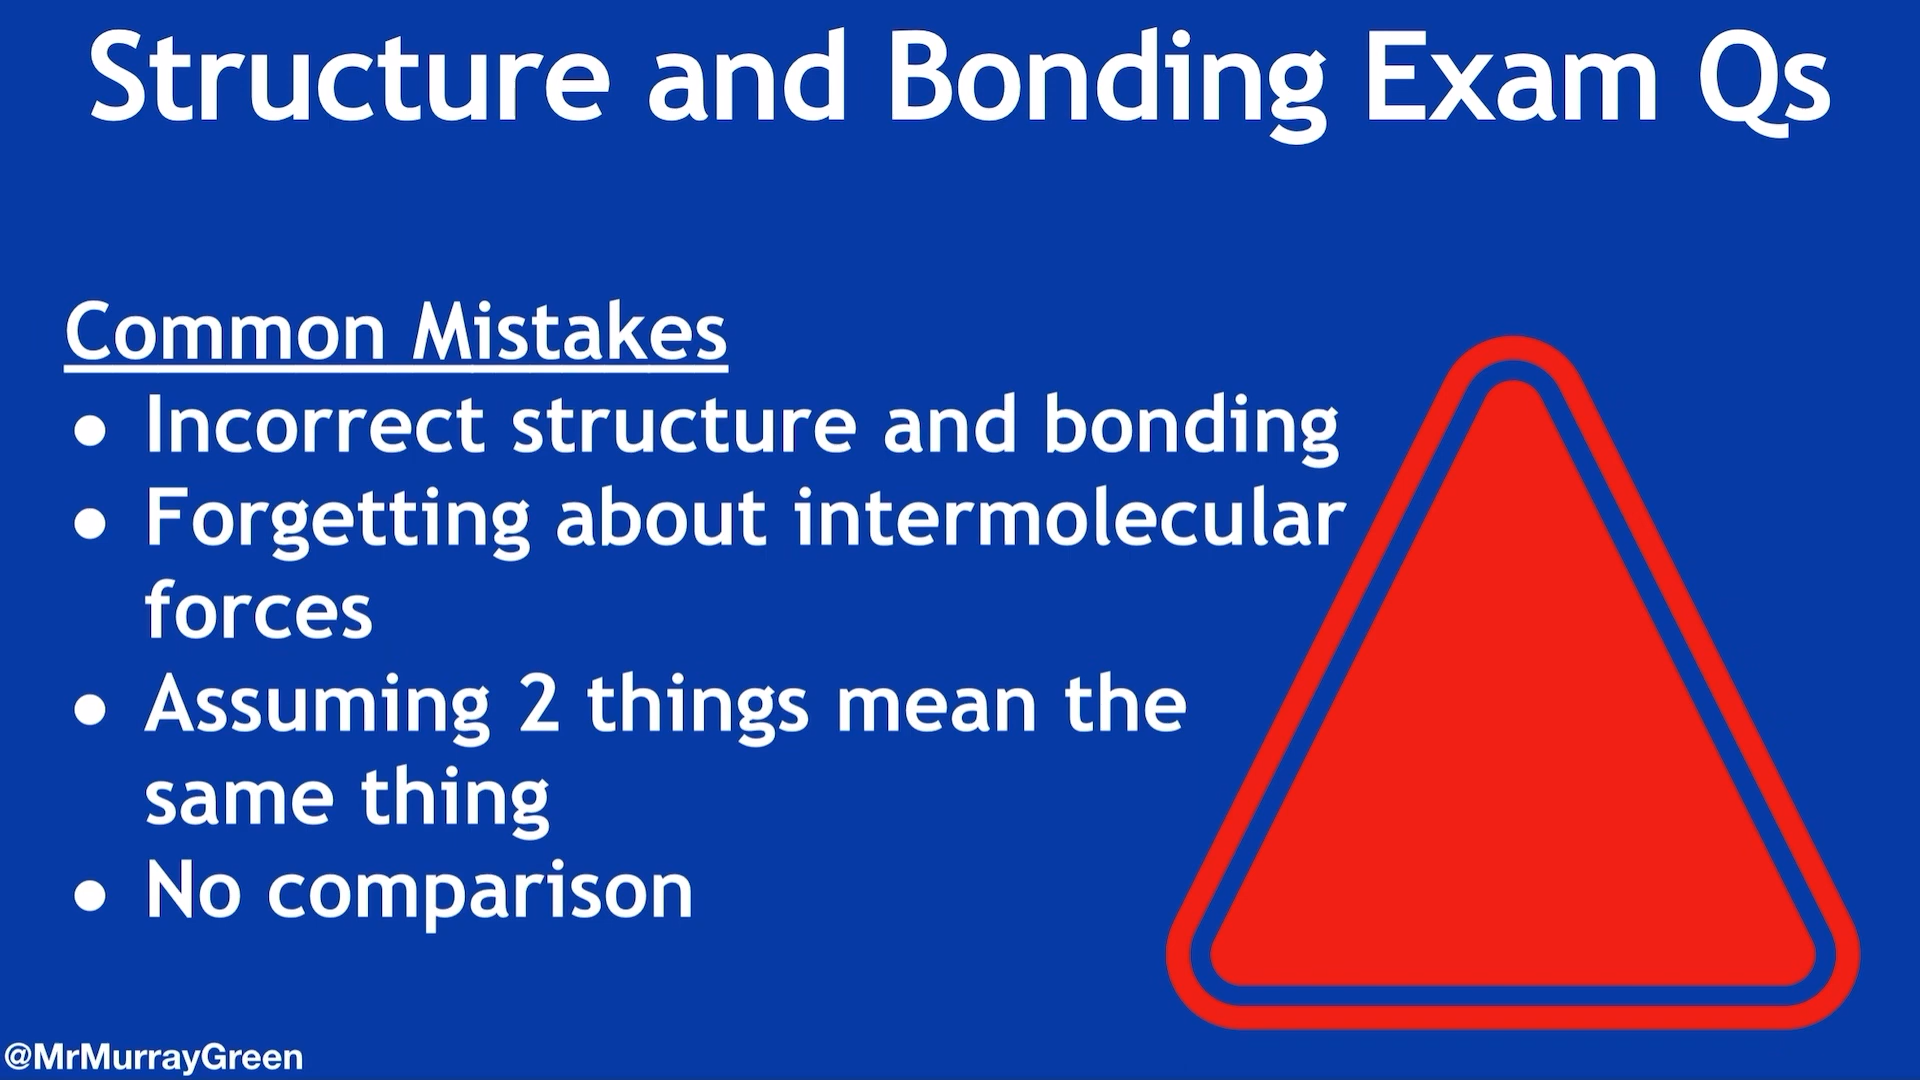 Structure and Bonding Exam Qs
Common Mistakes
● Incorrect structure and bonding
● Forgetting about intermolecular
forces
● Assuming 2 things mean the
same thing
● No comparison
@MrMurrayGreen